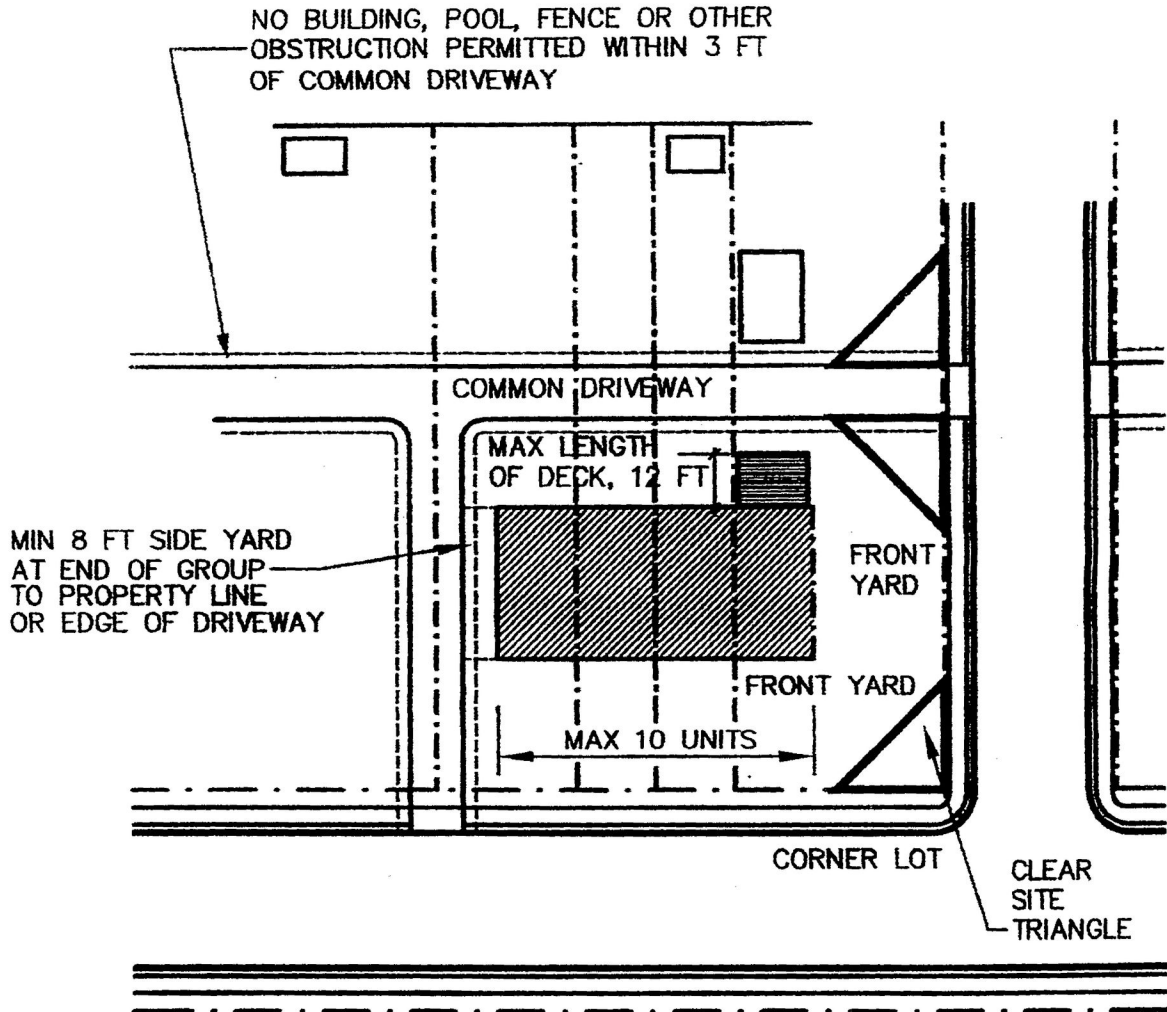 NO BUILDING, POOL, FENCE OR OTHER
OBSTRUCTION PERMITTED WITHIN 3 FT
OF COMMON DRIVEWAY
COMMON DRIVEWAY
MAX LENGTH
OF DECK, 12 FT
MIN 8 FT SIDE YARD
AT END OF GROUP
TO PROPERTY LINE
OR EDGE OF DRIVEWAY
FRONT
YARD
FRONT YARD
MAX 10 UNITS
CORNER LOT
CLEAR
SITE
TRIANGLE